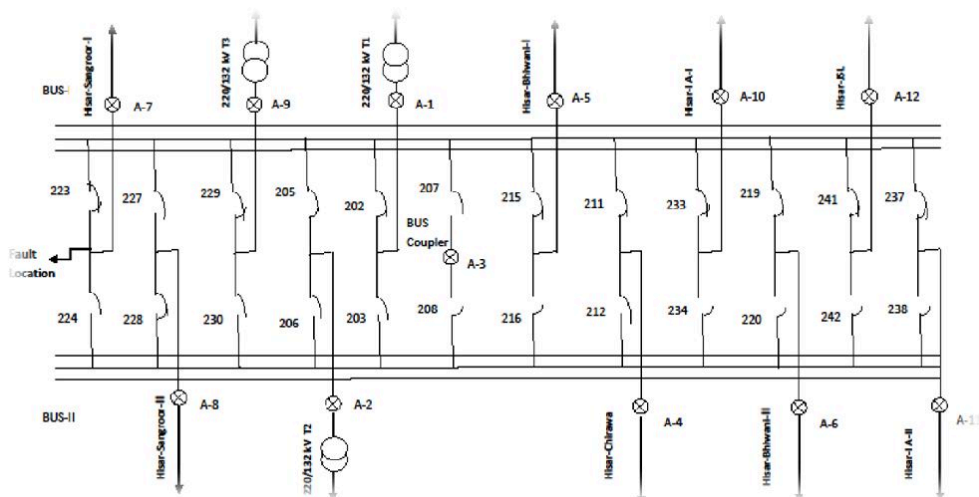 Hisar-Sangroor-I
220/132 kV T3
220/132 kV T1
Hisar-Bhiwani-I
Hisar-I A-I
Hisar-JSL
BUS-I
A-7
A-9
A-1
A-5
A-10
A-12
223
227
229
205
202
207
215
211
233
219
241
237
BUS
Coupler
A-3
Fault
Location
224
228
230
206
203
208
216
212
234
220
242
238
BUS-II
A-8
A-2
A-4
A-6
Hisar-Sangroor-II
220/132 kV T2
Hisar-Chirawa
Hisar-Bhiwani-II
Hisar-I A-II